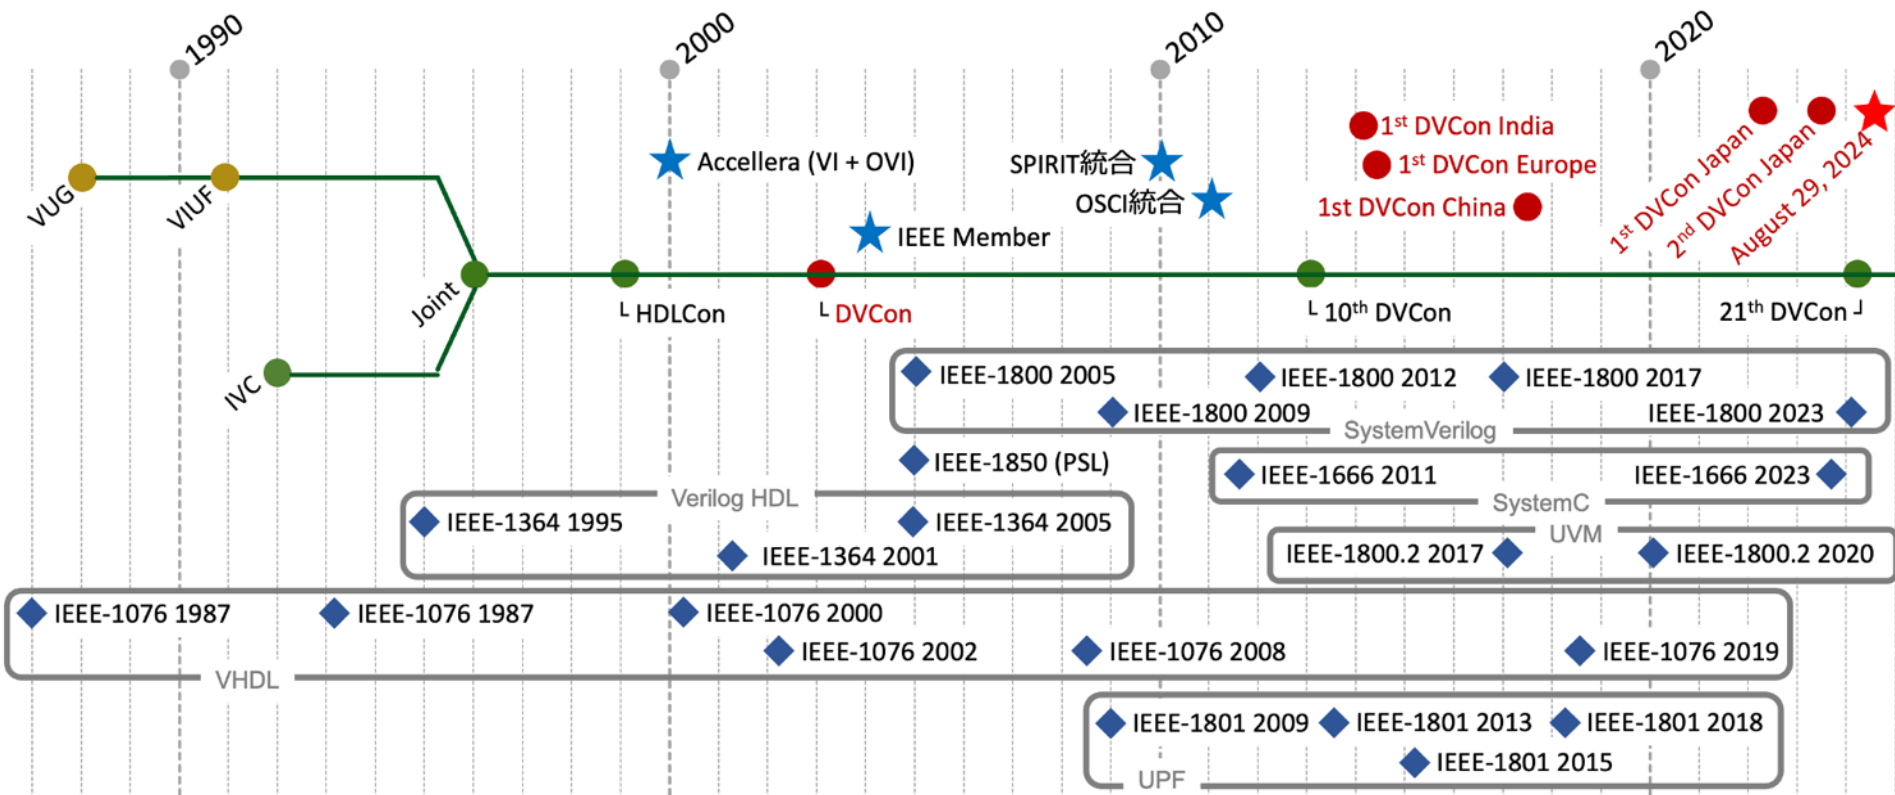 1990
2000
2010
2020
1st DVCon India
1st DVCon Europe
1st DVCon China
1st DVCon Japan
2nd DVCon Japan
August 29, 2024
Accellera (VI + OVI)
SPIRIT統合
OSCI統合
IEEE Member
VUG
VIUF
Joint
IVC
└ HDLCon
└ DVCon
└ 10th DVCon
21th DVCon ┘
IEEE-1800 2005
IEEE-1800 2012
IEEE-1800 2017
IEEE-1800 2009
IEEE-1800 2023
SystemVerilog
IEEE-1850 (PSL)
IEEE-1666 2011
IEEE-1666 2023
SystemC
Verilog HDL
IEEE-1364 1995
IEEE-1364 2005
IEEE-1364 2001
UVM
IEEE-1800.2 2017
IEEE-1800.2 2020
IEEE-1076 1987
IEEE-1076 1987
IEEE-1076 2000
IEEE-1076 2002
IEEE-1076 2008
IEEE-1076 2019
VHDL
IEEE-1801 2009
IEEE-1801 2013
IEEE-1801 2018
IEEE-1801 2015
UPF